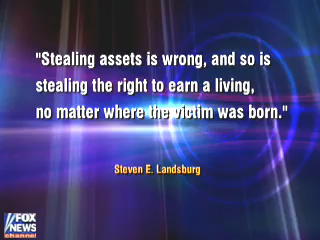 "Stealing assets is wrong, and so is
stealing the right to earn a living,
no matter where the victim was born."
Steven E. Landsburg
FOX
NEWS
channel